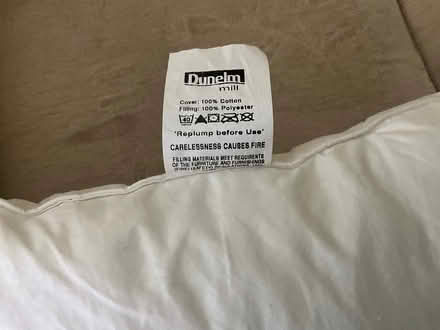 Dunelm
mill
Cover: 100% Cotton
Filling: 100% Polyester
40
'Replump before Use'
CARELESSNESS CAUSES FIRE
FILLING MATERIALS MEET REQUIREMENTS
OF THE FURNITURE AND FURNISHINGS